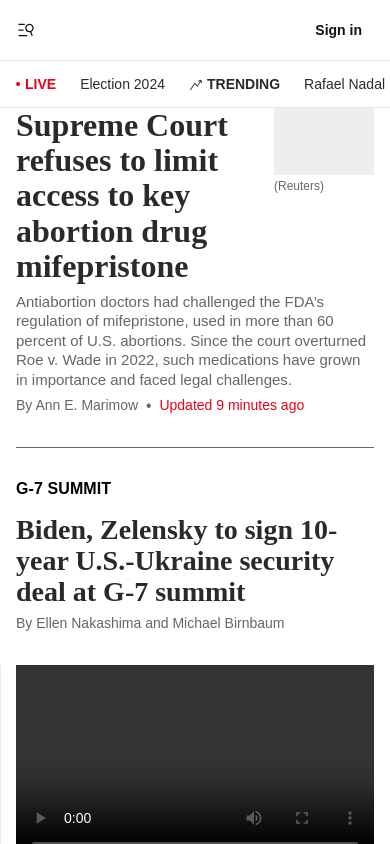 Sign in
• LIVE Election 2024 TRENDING Rafael Nadal
Supreme Court
refuses to limit
access to key
abortion drug
mifepristone
(Reuters)
Antiabortion doctors had challenged the FDA’s
regulation of mifepristone, used in more than 60
percent of U.S. abortions. Since the court overturned
Roe v. Wade in 2022, such medications have grown
in importance and faced legal challenges.
By Ann E. Marimow • Updated 9 minutes ago
G-7 SUMMIT
Biden, Zelensky to sign 10-
year U.S.-Ukraine security
deal at G-7 summit
By Ellen Nakashima and Michael Birnbaum
0:00